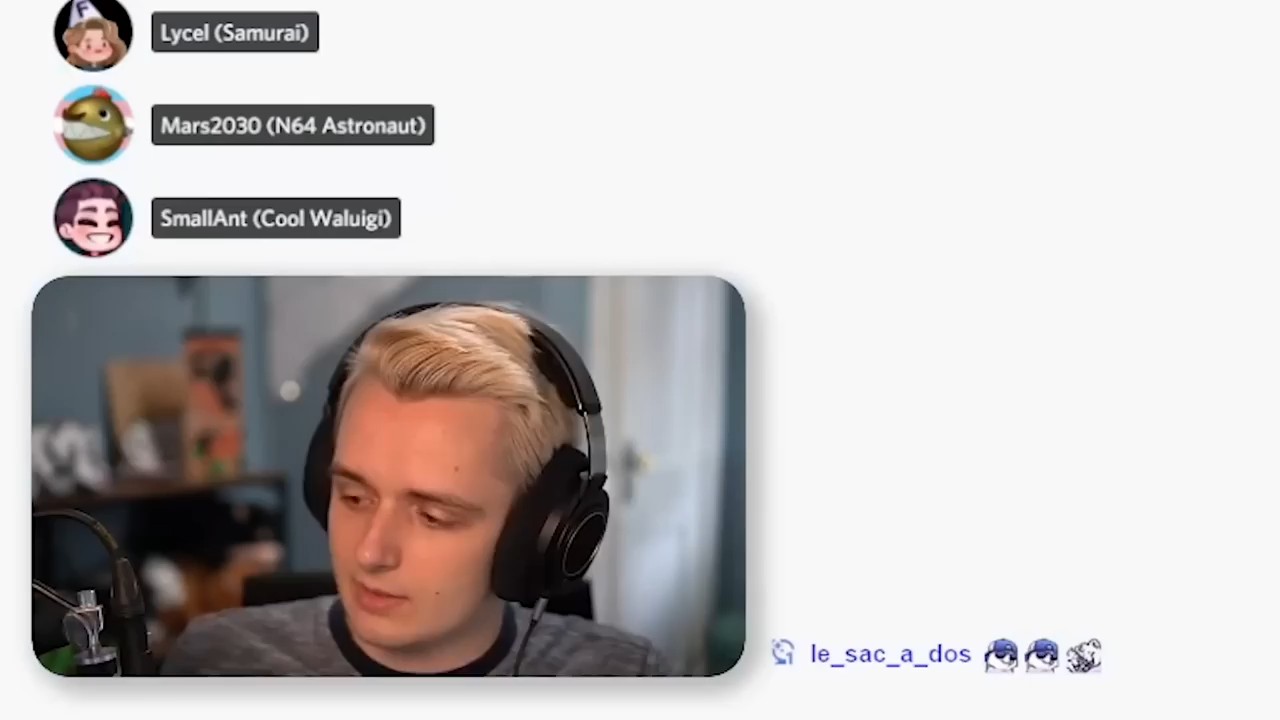 F
Lycel (Samurai)
Mars2030 (N64 Astronaut)
SmallAnt (Cool Waluigi)
le_sac_a_dos